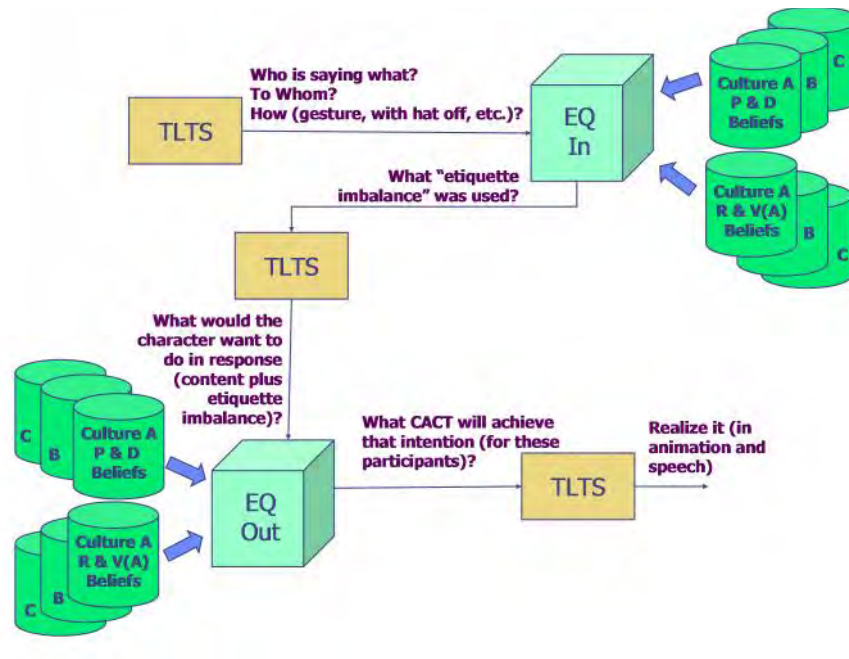 Who is saying what?
To Whom?
How (gesture, with hat off, etc.)?
TLTS
EQ
In
Culture A
P & D
Beliefs
B
C
Culture A
R & V(A)
Beliefs
B
C
What “etiquette
imbalance” was used?
TLTS
What would the
character want to
do in response
(content plus
etiquette
imbalance)?
C
B
Culture A
P & D
Beliefs
C
B
Culture A
R & V(A)
Beliefs
EQ
Out
What CACT will achieve
that intention (for these
participants)?
TLTS
Realize it (in
animation and
speech)